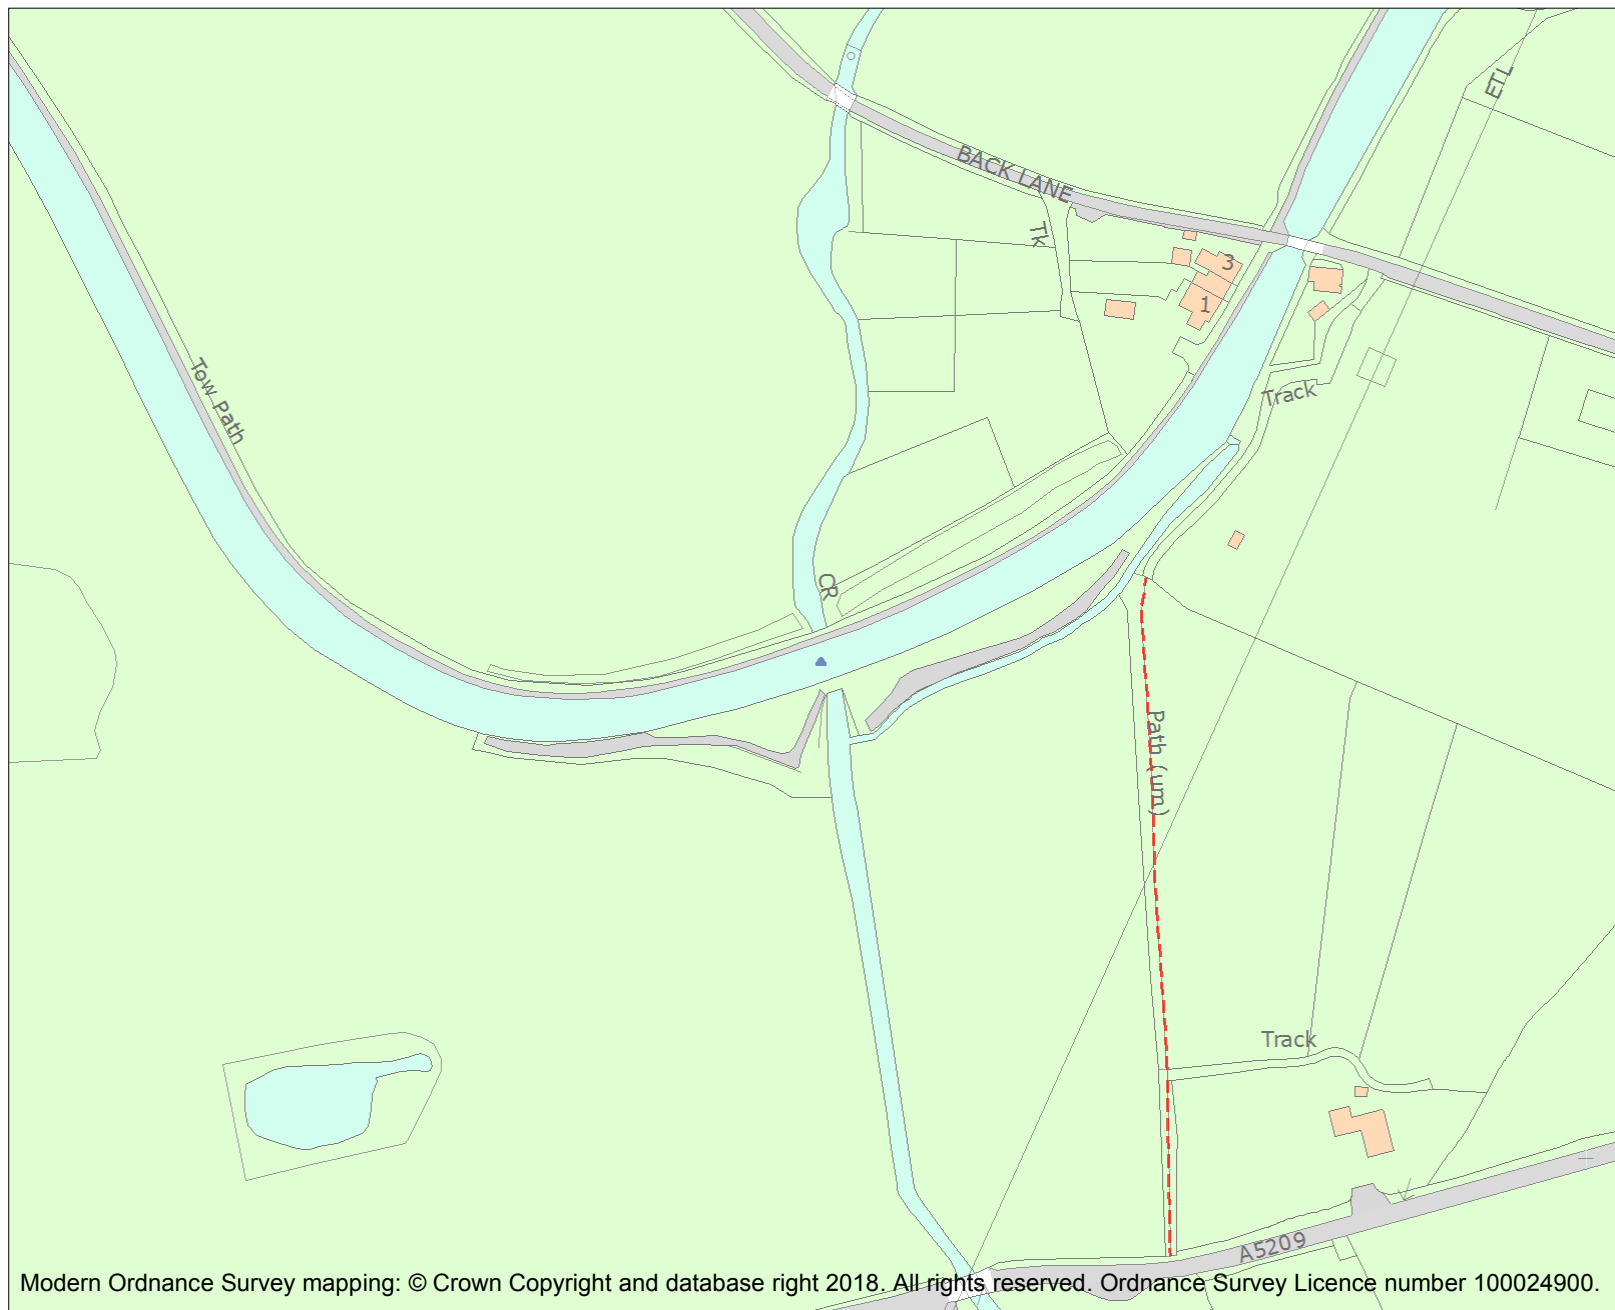 ETL
BACK LANE
Tk
3
1
Tow Path
Track
CR
Path (um)
Track
A5209
Modern Ordnance Survey mapping: © Crown Copyright and database right 2018. All rights reserved. Ordnance Survey Licence number 100024900.